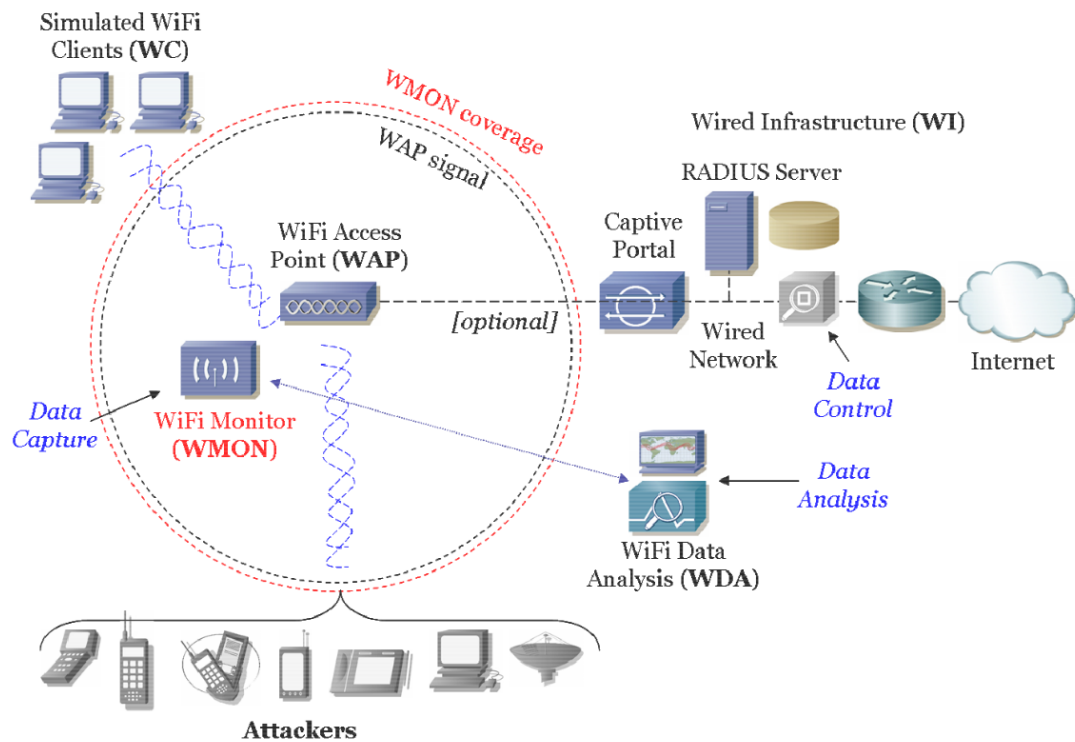 Simulated WiFi
Clients (WC)
WMON coverage
WAP signal
WiFi Access
Point (WAP)
[optional]
Wired Infrastructure (WI)
RADIUS Server
Captive
Portal
Wired
Network
Internet
Data
Control
Data
Capture
WiFi Monitor
(WMON)
Data
Analysis
WiFi Data
Analysis (WDA)
Attackers